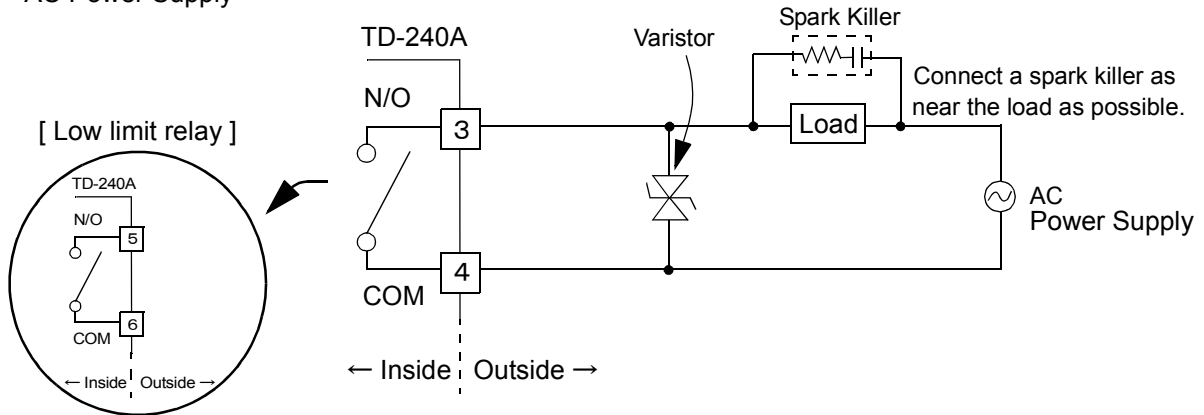 AC Power Supply
Spark Killer
TD-240A
Varistor
Connect a spark killer as
near the load as possible.
N/O
3
Load
[ Low limit relay ]
TD-240A
N/O
5
AC
Power Supply
4
COM
6
COM
← Inside Outside →
← Inside Outside →